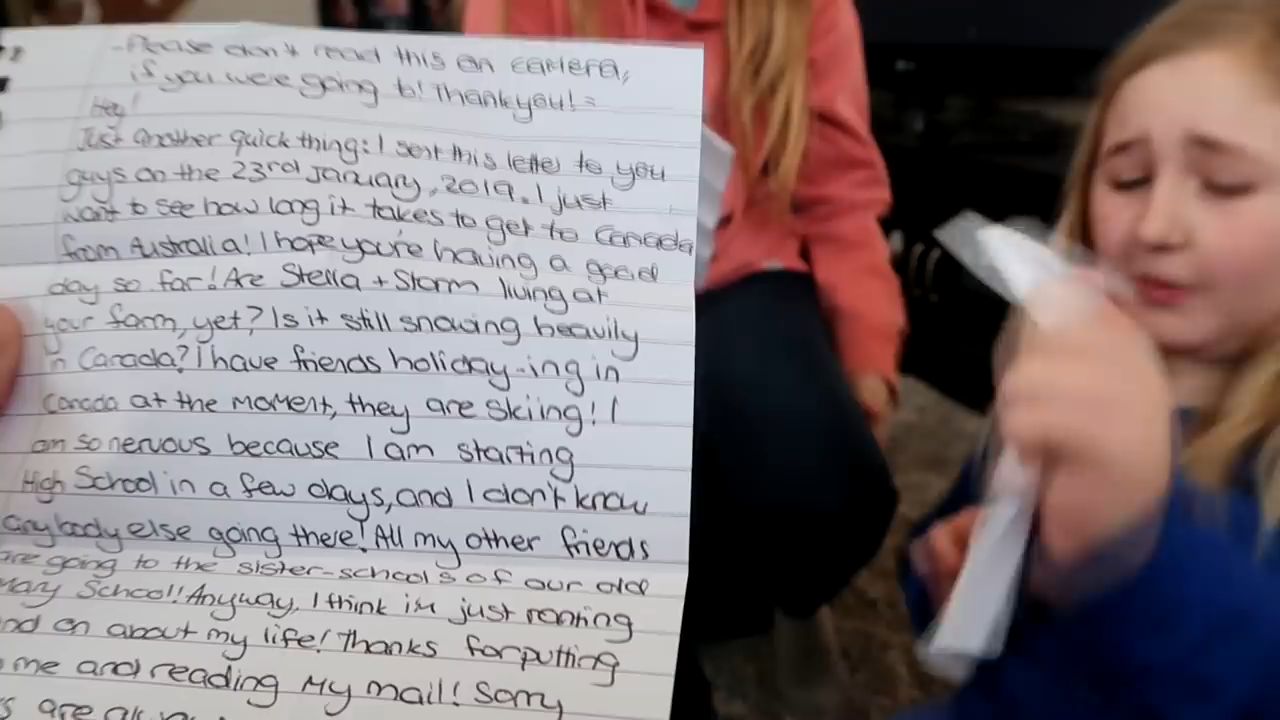 -Please don't read this on camera,
if you were going to! Thankyou!=
Hey!
Just another quick thing: I sent this letter to you
guys on the 23rd January, 2019. I just
want to see how long it takes to get to Canada
from Australia! I hope you're having a good
day so far! Are Stella + Storm living at
your farm, yet? Is it still snowing heavily
in Canada? I have friends holiday-ing in
Canada at the moment, they are skiing! I
am so nervous because I am starting
High School in a few days, and I don't know
anybody else going there! All my other friends
are going to the sister-schools of our old
mary School! Anyway, I think im just ranting
nd on about my life! Thanks for putting
me and reading My mail! Sorry
are